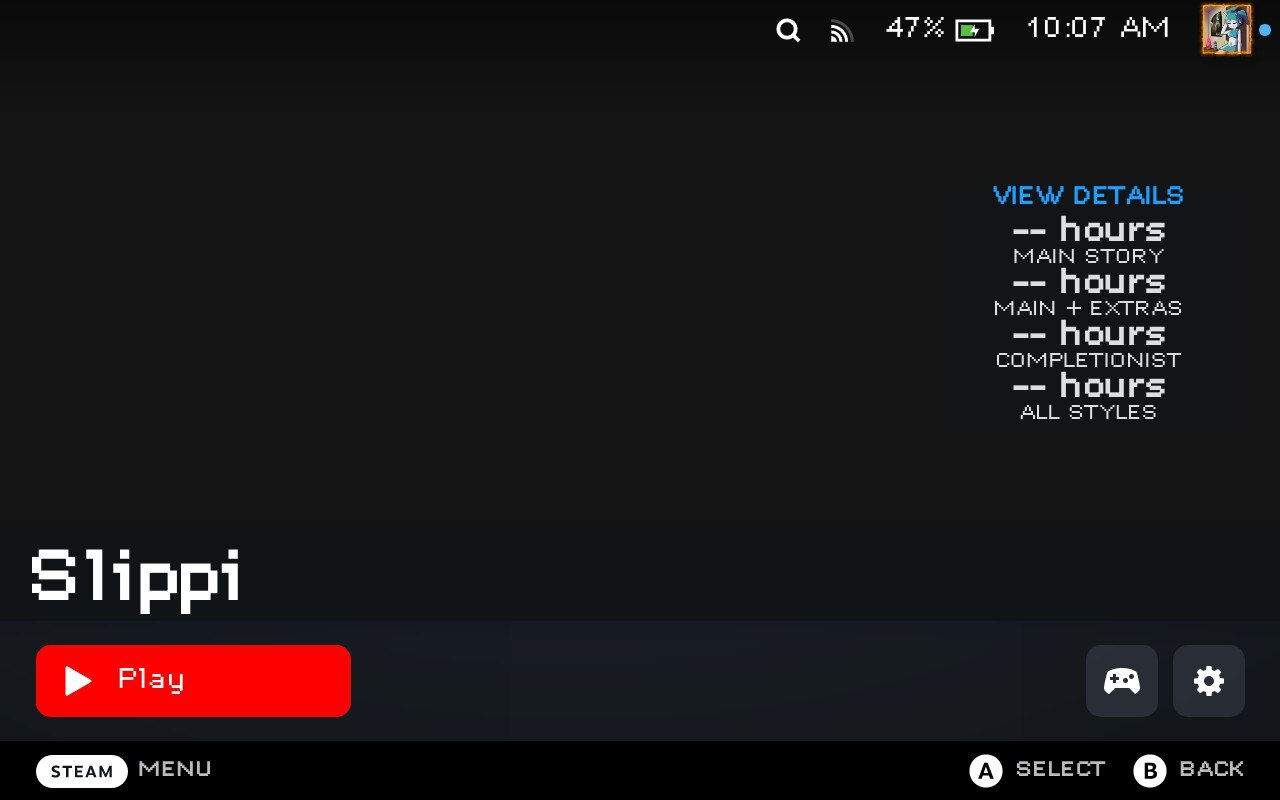 47% 10:07 AM
VIEW DETAILS
-- hours
MAIN STORY
-- hours
MAIN + EXTRAS
-- hours
COMPLETIONIST
-- hours
ALL STYLES
Slippi
Play
STEAM MENU A SELECT B BACK